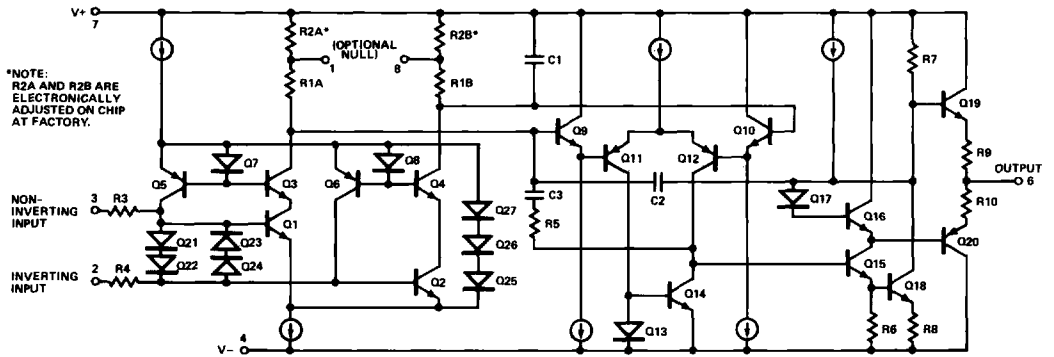 V+
7
R2A*
(OPTIONAL
NULL)
1
8
R2B*
R1A
R1B
C1
R7
*NOTE:
R2A AND R2B ARE
ELECTRONICALLY
ADJUSTED ON CHIP
AT FACTORY.
Q9
Q10
Q19
Q7
Q8
Q11
Q12
R9
Q5
Q3
Q6
Q4
OUTPUT
6
NON-
INVERTING
INPUT
3
R3
C3
C2
Q17
Q16
R10
Q1
Q27
R5
Q21
Q23
Q26
Q20
Q22
Q24
Q15
INVERTING
INPUT
2
R4
Q2
Q25
Q14
Q18
Q13
R6
R8
V−
4